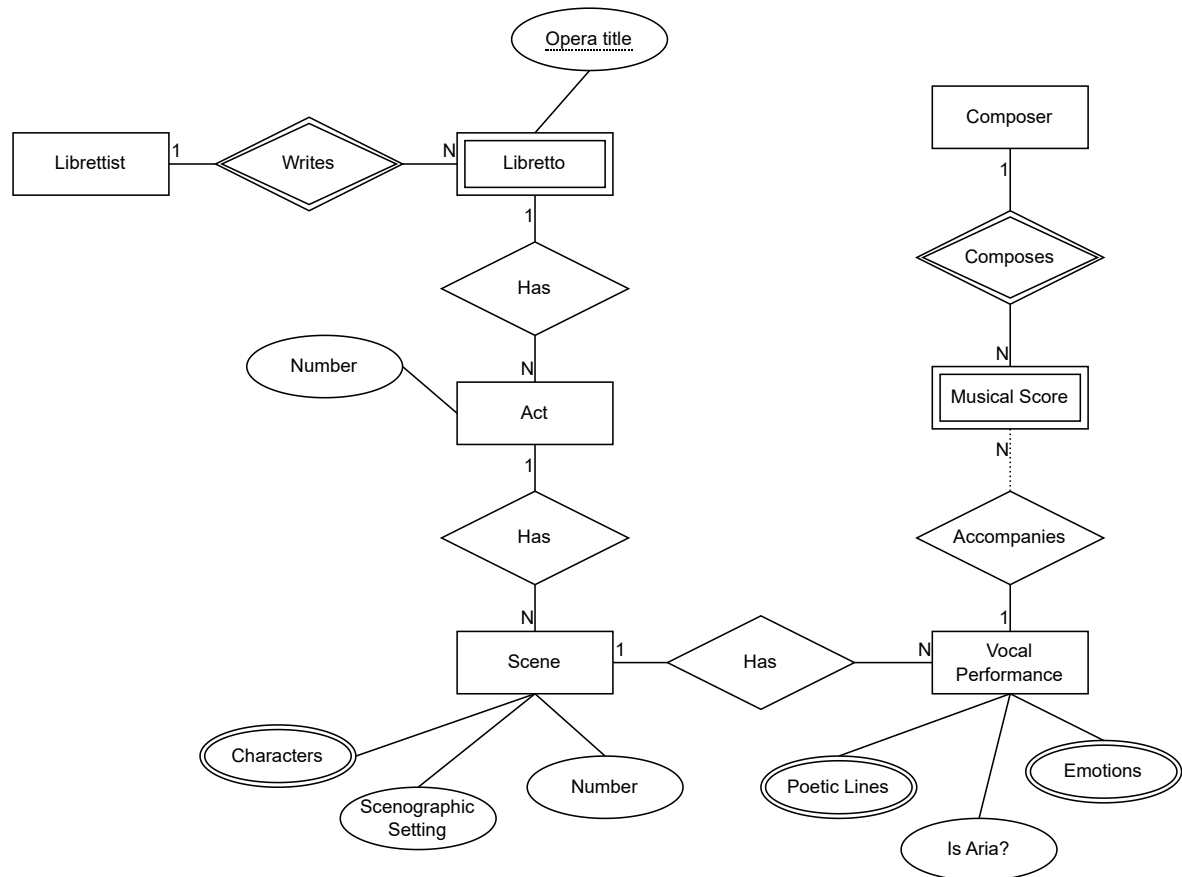 Opera title
Composer
Librettist
1
Writes
N
Libretto
1
1
Has
Composes
N
Number
N
Act
Musical Score
1
N
Has
Accompanies
N
1
Scene
1
Has
N
Vocal
Performance
Characters
Scenographic
Setting
Number
Poetic Lines
Emotions
Is Aria?